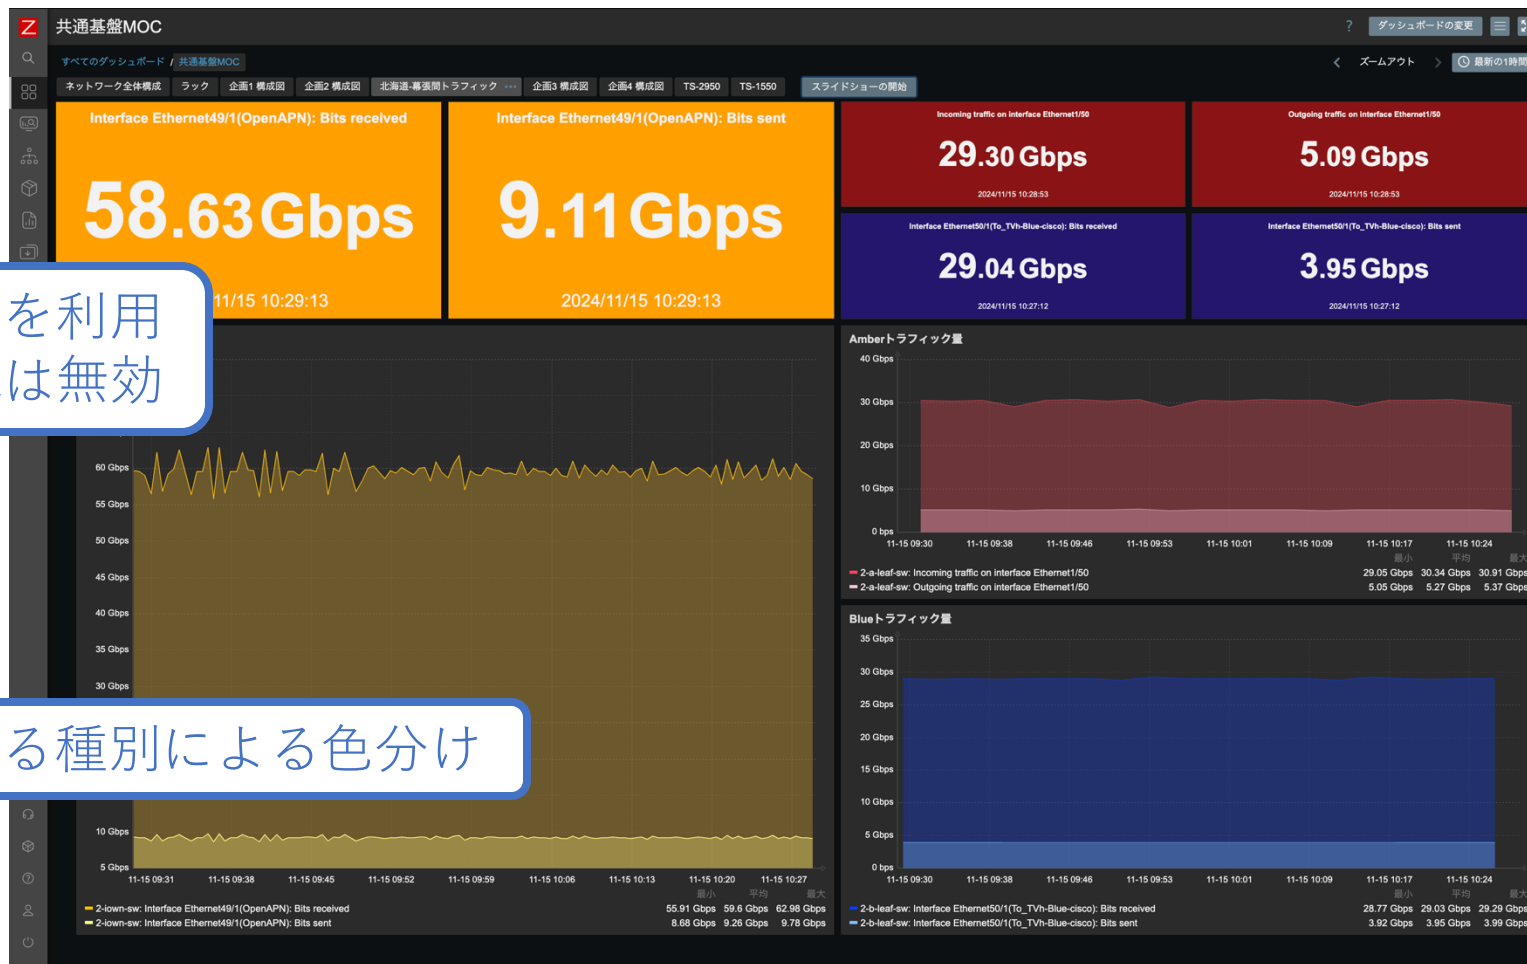 Z
共通基盤MOC
?
ダッシュボードの変更
すべてのダッシュボード / 共通基盤MOC
ズームアウト
最新の1時間
ネットワーク全体構成
ラック
企画1 構成図
企画2 構成図
北海道-幕張間トラフィック
企画3 構成図
企画4 構成図
TS-2950
TS-1550
スライドショーの開始
Interface Ethernet49/1(OpenAPN): Bits received
58.63 Gbps
11/15 10:29:13
Interface Ethernet49/1(OpenAPN): Bits sent
9.11 Gbps
2024/11/15 10:29:13
Incoming traffic on interface Ethernet1/50
29.30 Gbps
2024/11/15 10:28:53
Outgoing traffic on interface Ethernet1/50
5.09 Gbps
2024/11/15 10:28:53
Interface Ethernet50/1(To_TVh-Blue-cisco): Bits received
29.04 Gbps
2024/11/15 10:27:12
Interface Ethernet50/1(To_TVh-Blue-cisco): Bits sent
3.95 Gbps
2024/11/15 10:27:12
を利用
は無効
60 Gbps
55 Gbps
50 Gbps
45 Gbps
40 Gbps
35 Gbps
30 Gbps
る種別による色分け
10 Gbps
5 Gbps
11-15 09:31 11-15 09:38 11-15 09:45 11-15 09:52 11-15 09:59 11-15 10:06 11-15 10:13 11-15 10:20 11-15 10:27
最小 平均 最大
2-iown-sw: Interface Ethernet49/1(OpenAPN): Bits received 55.91 Gbps 59.6 Gbps 62.98 Gbps
2-iown-sw: Interface Ethernet49/1(OpenAPN): Bits sent 8.68 Gbps 9.26 Gbps 9.78 Gbps
Amberトラフィック量
40 Gbps
30 Gbps
20 Gbps
10 Gbps
0 bps
11-15 09:30 11-15 09:38 11-15 09:46 11-15 09:53 11-15 10:01 11-15 10:09 11-15 10:17 11-15 10:24
最小 平均 最大
2-a-leaf-sw: Incoming traffic on interface Ethernet1/50 29.05 Gbps 30.34 Gbps 30.91 Gbps
2-a-leaf-sw: Outgoing traffic on interface Ethernet1/50 5.05 Gbps 5.27 Gbps 5.37 Gbps
Blueトラフィック量
35 Gbps
30 Gbps
25 Gbps
20 Gbps
15 Gbps
10 Gbps
5 Gbps
0 bps
11-15 09:30 11-15 09:38 11-15 09:46 11-15 09:53 11-15 10:01 11-15 10:09 11-15 10:17 11-15 10:24
最小 平均 最大
2-b-leaf-sw: Interface Ethernet50/1(To_TVh-Blue-cisco): Bits received 28.77 Gbps 29.03 Gbps 29.29 Gbps
2-b-leaf-sw: Interface Ethernet50/1(To_TVh-Blue-cisco): Bits sent 3.92 Gbps 3.95 Gbps 3.99 Gbps